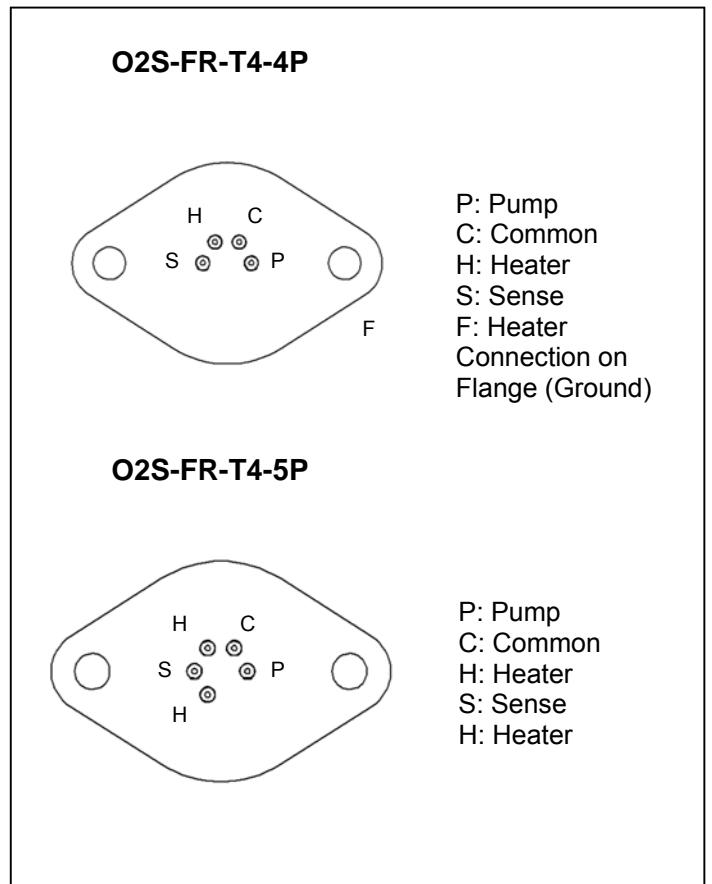 O2S-FR-T4-4P
H C
S P
F
P: Pump
C: Common
H: Heater
S: Sense
F: Heater
Connection on
Flange (Ground)
O2S-FR-T4-5P
H C
S P
H
P: Pump
C: Common
H: Heater
S: Sense
H: Heater